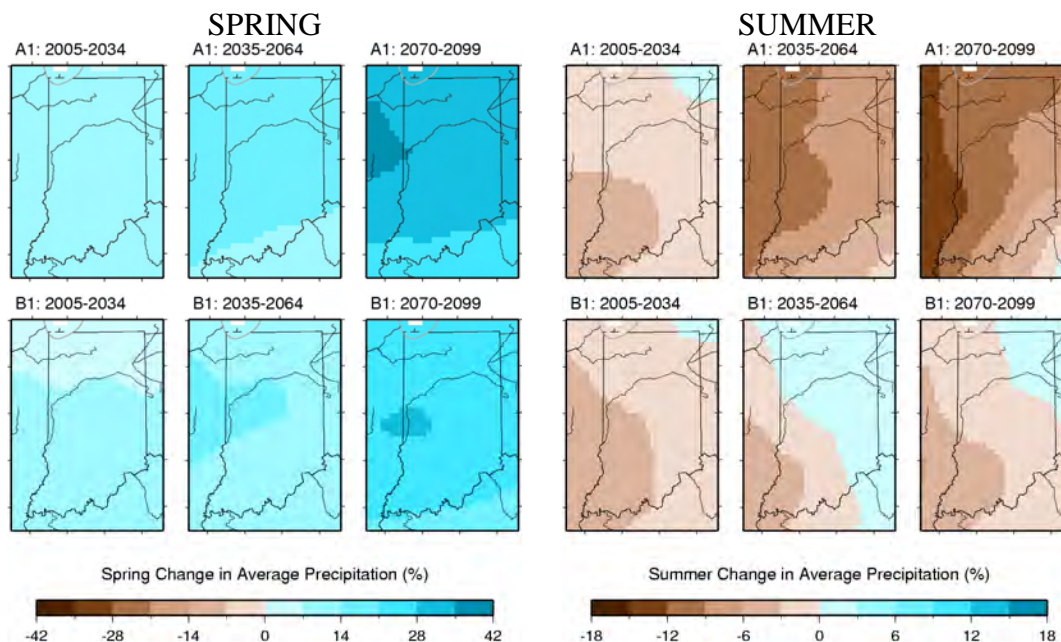 SPRING
SUMMER
A1: 2005-2034
A1: 2035-2064
A1: 2070-2099
A1: 2005-2034
A1: 2035-2064
A1: 2070-2099
B1: 2005-2034
B1: 2035-2064
B1: 2070-2099
B1: 2005-2034
B1: 2035-2064
B1: 2070-2099
Spring Change in Average Precipitation (%)
-42 -28 -14 0 14 28 42
Summer Change in Average Precipitation (%)
-18 -6 0 6 12 18